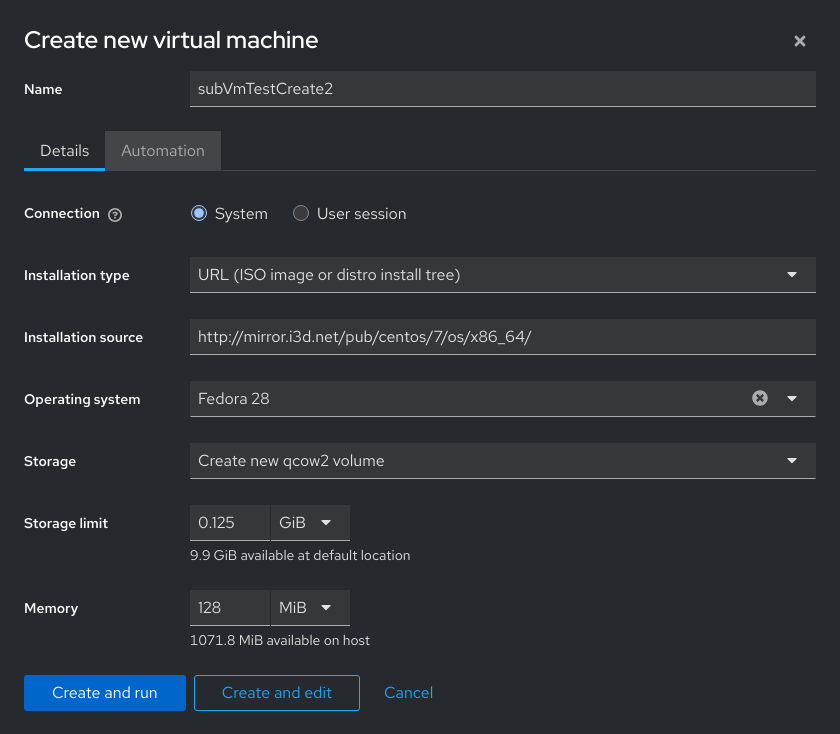 Create new virtual machine
Name
subVmTestCreate2
Details
Automation
Connection
System
User session
Installation type
URL (ISO image or distro install tree)
Installation source
http://mirror.i3d.net/pub/centos/7/os/x86_64/
Operating system
Fedora 28
Storage
Create new qcow2 volume
Storage limit
0.125
GiB
9.9 GiB available at default location
Memory
128
MiB
1071.8 MiB available on host
Create and run
Create and edit
Cancel